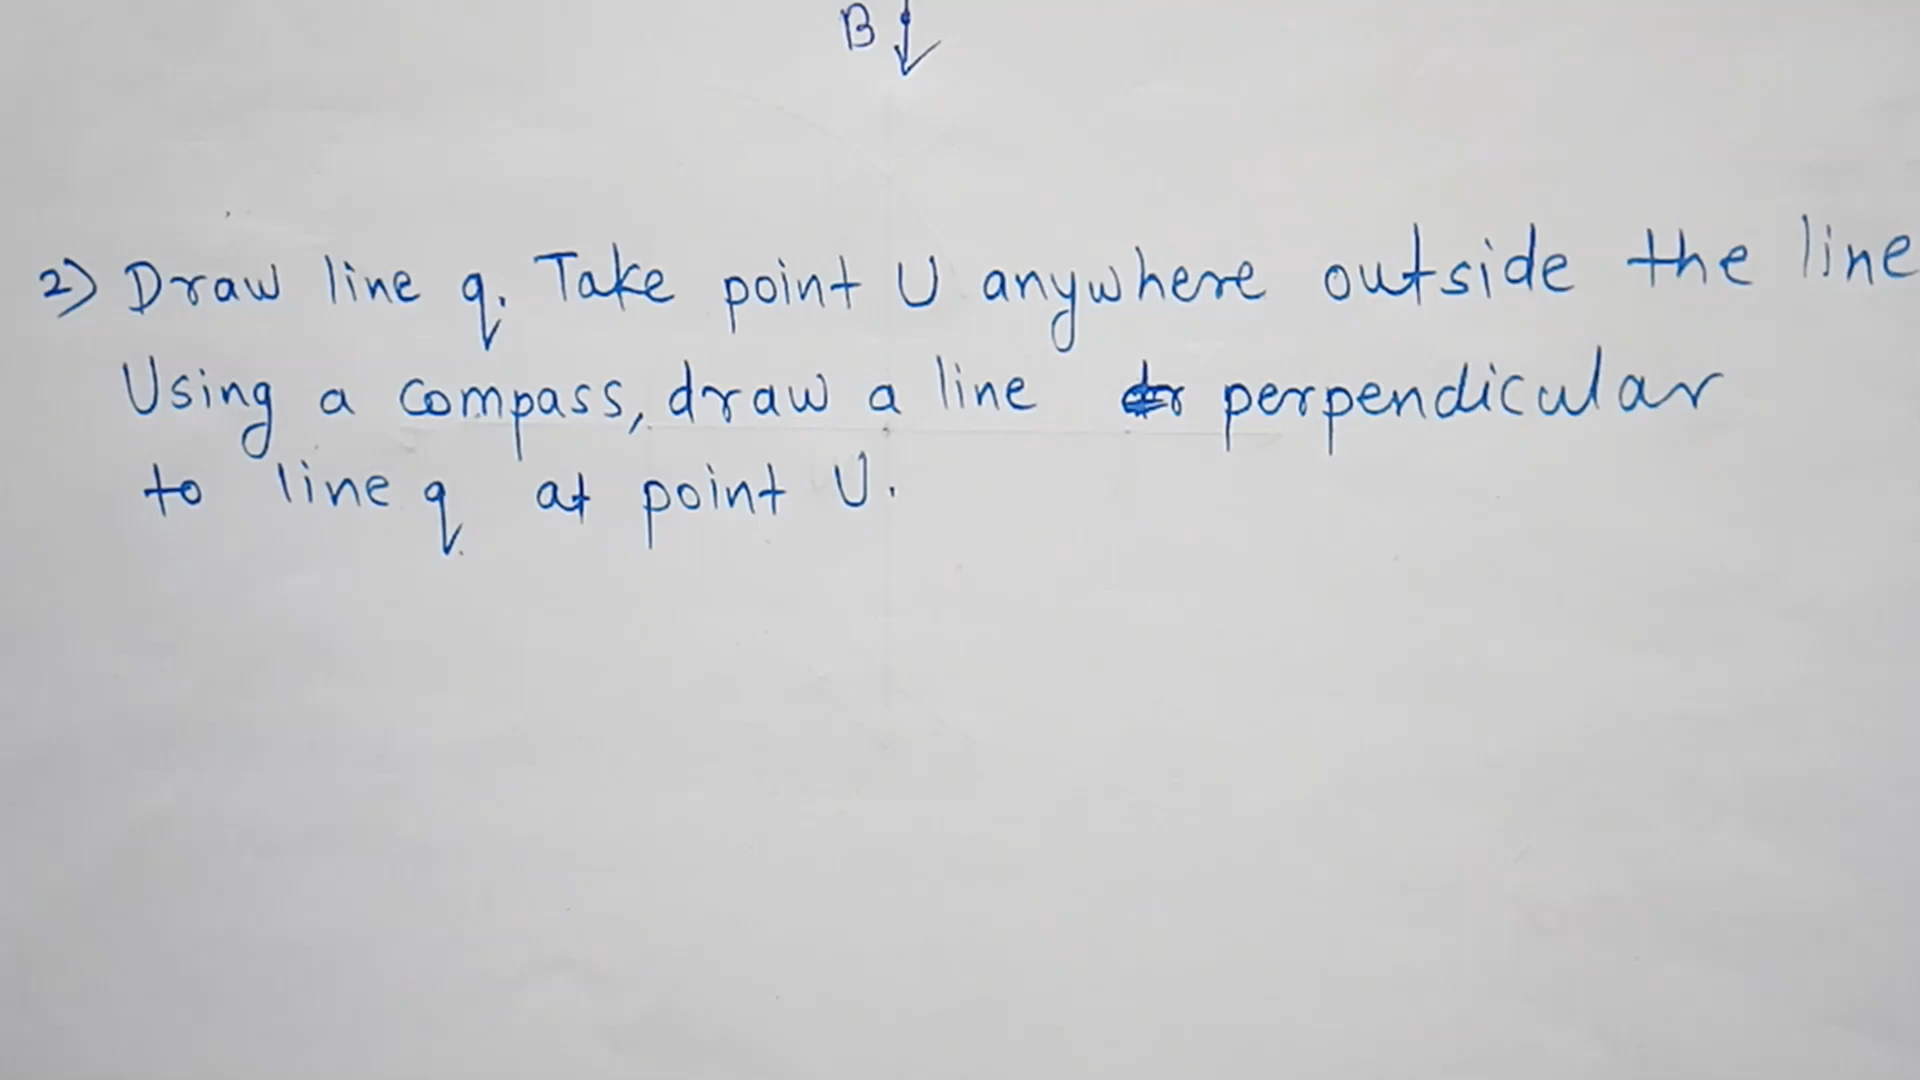 B
2) Draw line q. Take point U anywhere outside the line
Using a compass, draw a line perpendicular
to line q at point U.